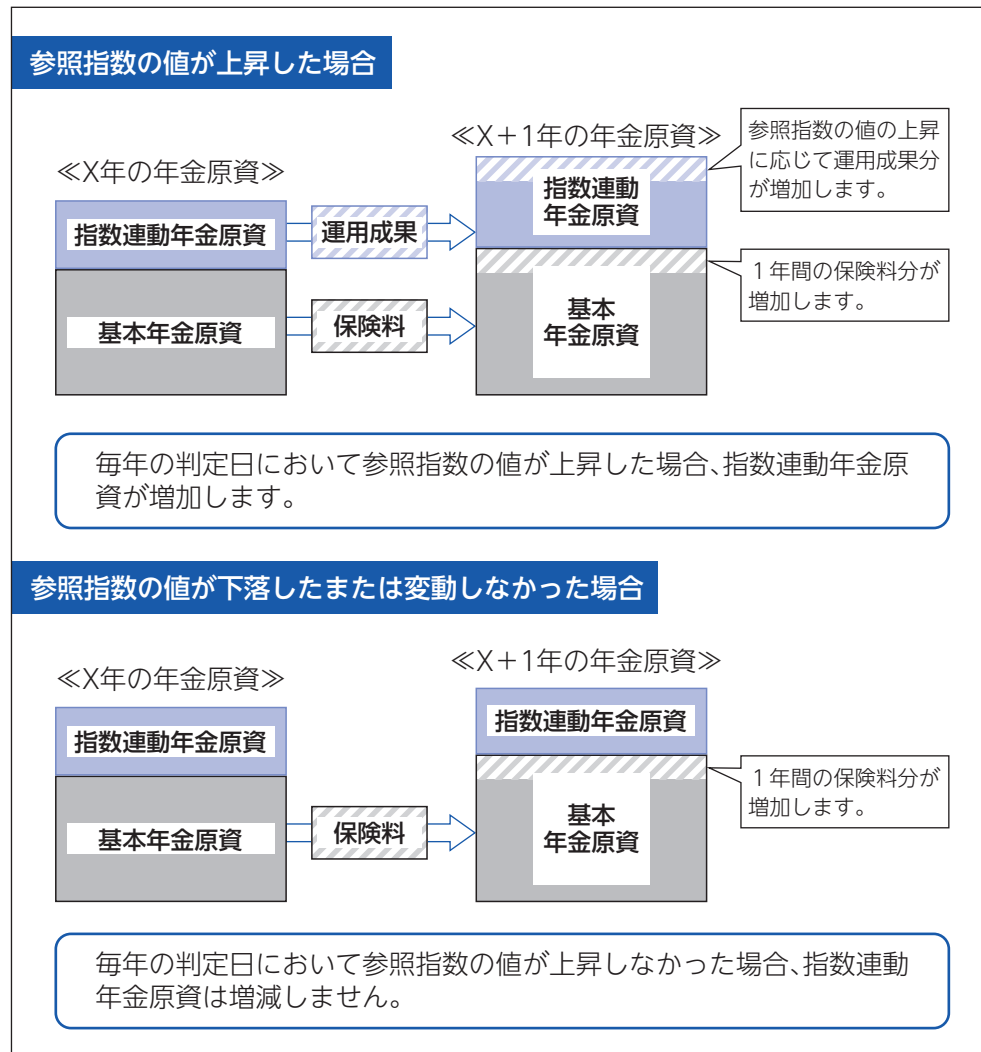 参照指数の値が上昇した場合
≪X年の年金原資≫
≪X＋1年の年金原資≫
参照指数の値の上昇
に応じて運用成果分
が増加します。
指数連動年金原資
運用成果
指数連動
年金原資
1年間の保険料分が
増加します。
基本年金原資
保険料
基本
年金原資
毎年の判定日において参照指数の値が上昇した場合、指数連動年金原
資が増加します。
参照指数の値が下落したまたは変動しなかった場合
≪X年の年金原資≫
≪X＋1年の年金原資≫
指数連動年金原資
指数連動年金原資
1年間の保険料分が
増加します。
基本年金原資
保険料
基本
年金原資
毎年の判定日において参照指数の値が上昇しなかった場合、指数連動
年金原資は増減しません。